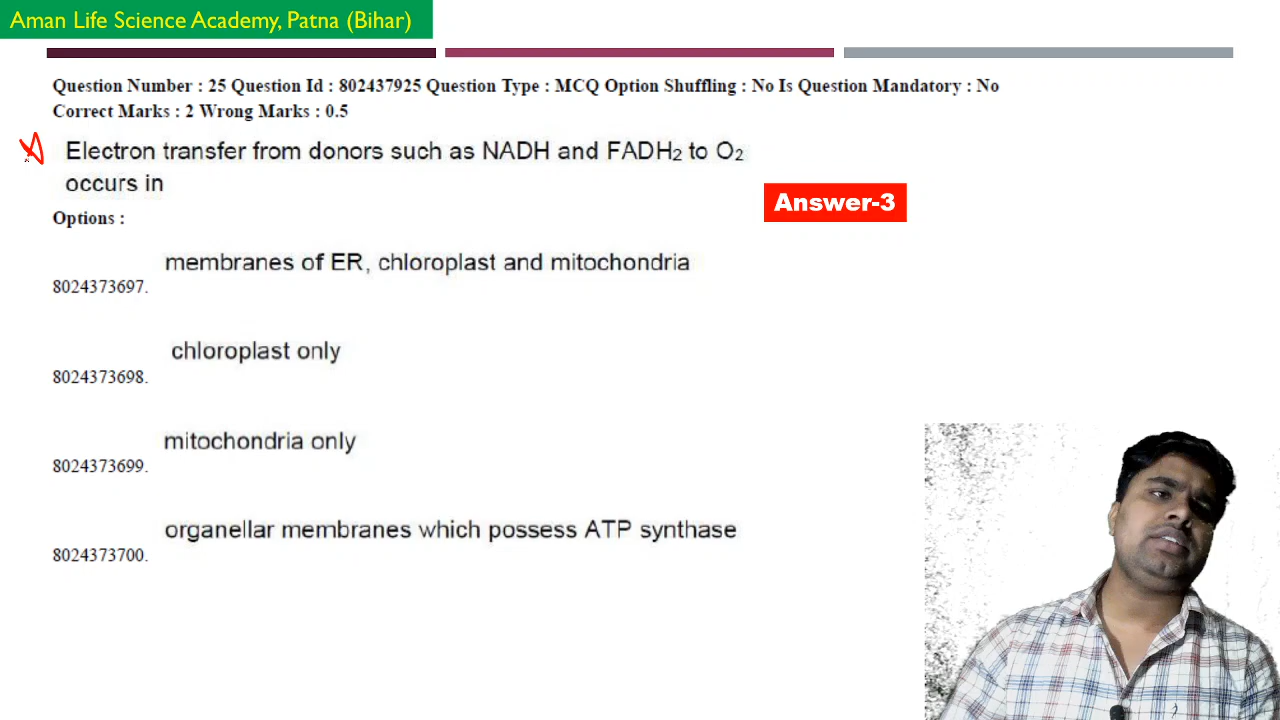 Aman Life Science Academy, Patna (Bihar)
Question Number : 25 Question Id : 802437925 Question Type : MCQ Option Shuffling : No Is Question Mandatory : No
Correct Marks : 2 Wrong Marks : 0.5
Electron transfer from donors such as NADH and FADH₂ to O₂
occurs in
Answer-3
Options :
membranes of ER, chloroplast and mitochondria
8024373697.
chloroplast only
8024373698.
mitochondria only
8024373699.
organellar membranes which possess ATP synthase
8024373700.